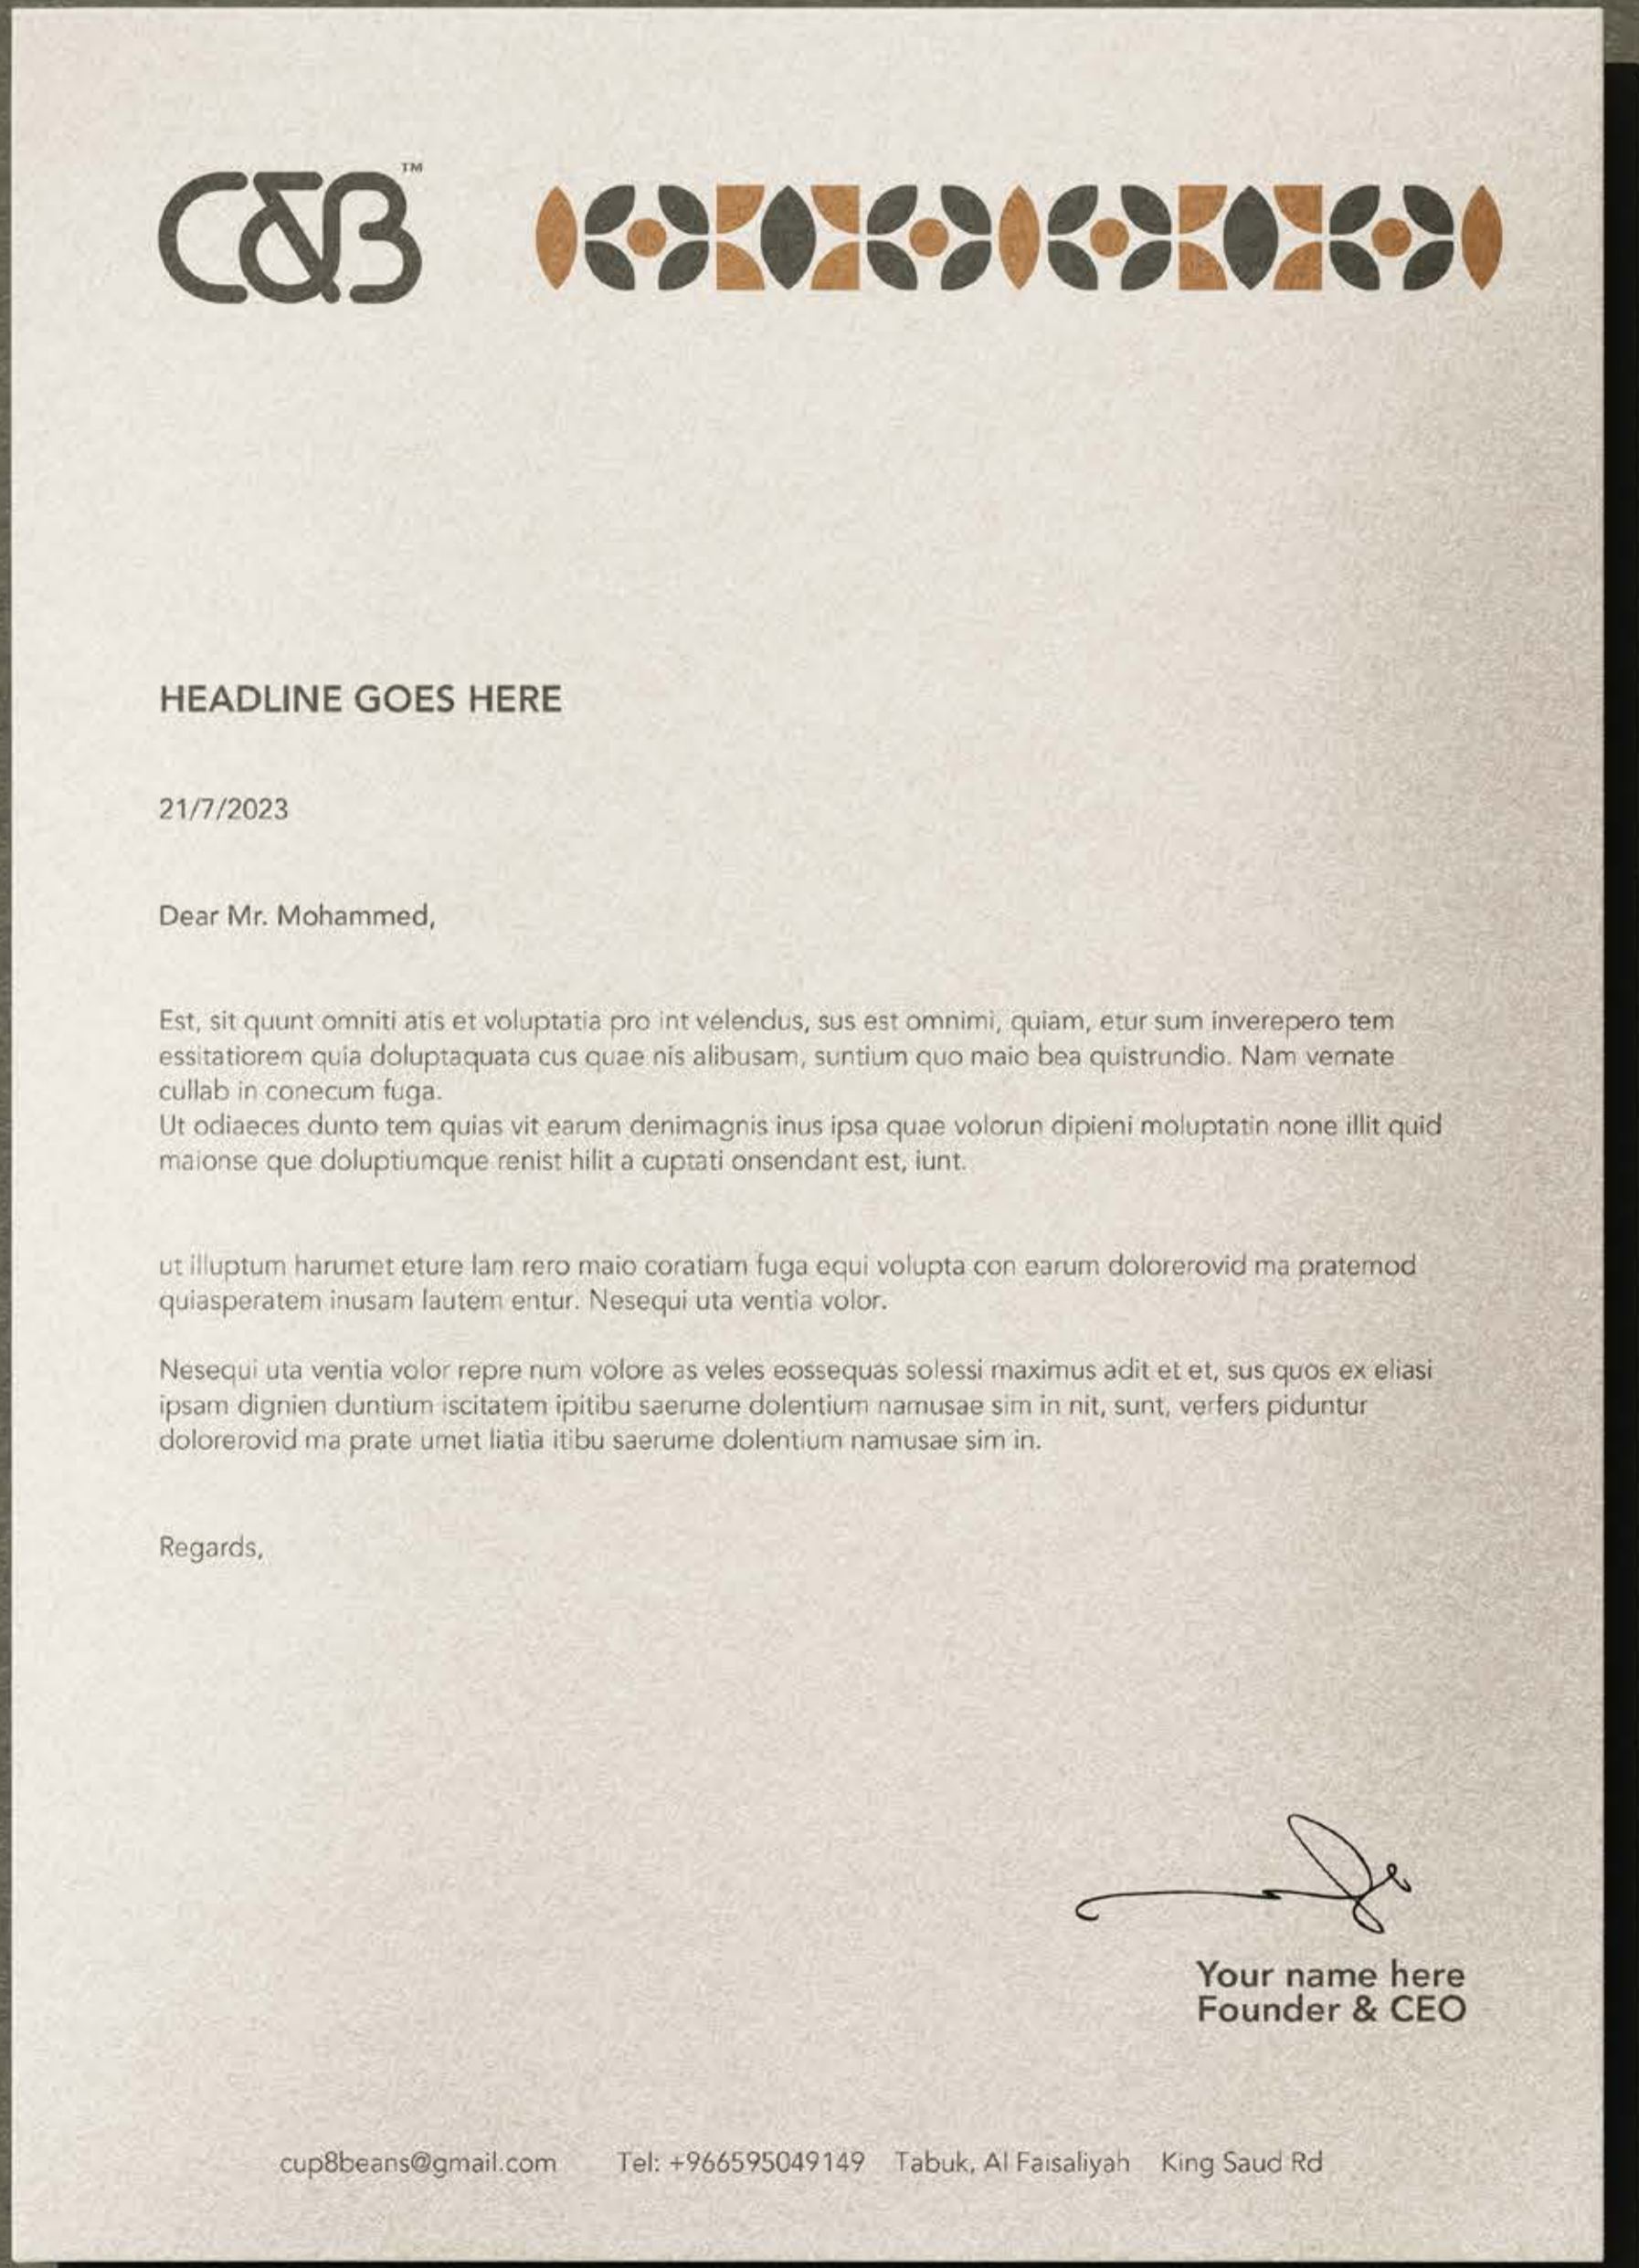 C&B™
HEADLINE GOES HERE
21/7/2023
Dear Mr. Mohammed,
Est, sit quunt omniti atis et voluptatia pro int velendus, sus est omnimi, quiam, etur sum inverepero tem
essitatiorem quia doluptaquata cus quae nis alibusam, suntium quo maio bea quistrundio. Nam vernate
cullab in conecum fuga.
Ut odiaeces dunto tem quias vit earum denimagnis inus ipsa quae volorun dipieni moluptatin none illit quid
maionse que doluptiumque renist hilit a cuptati onsendant est, iunt.
ut illuptum harumet eture lam rero maio coratiam fuga equi volupta con earum dolorerovid ma pratemod
quiasperatem inusam lautem entur. Nesequi uta ventia volor.
Nesequi uta ventia volor repre num volore as veles eossequas solessi maximus adit et et, sus quos ex eliasi
ipsam dignien duntium iscitatem ipitibu saerume dolentium namusae sim in nit, sunt, verfers piduntur
dolorerovid ma prate umet liatia itibu saerume dolentium namusae sim in.
Regards,
Your name here
Founder & CEO
cup8beans@gmail.com Tel: +966595049149 Tabuk, Al Faisaliyah King Saud Rd